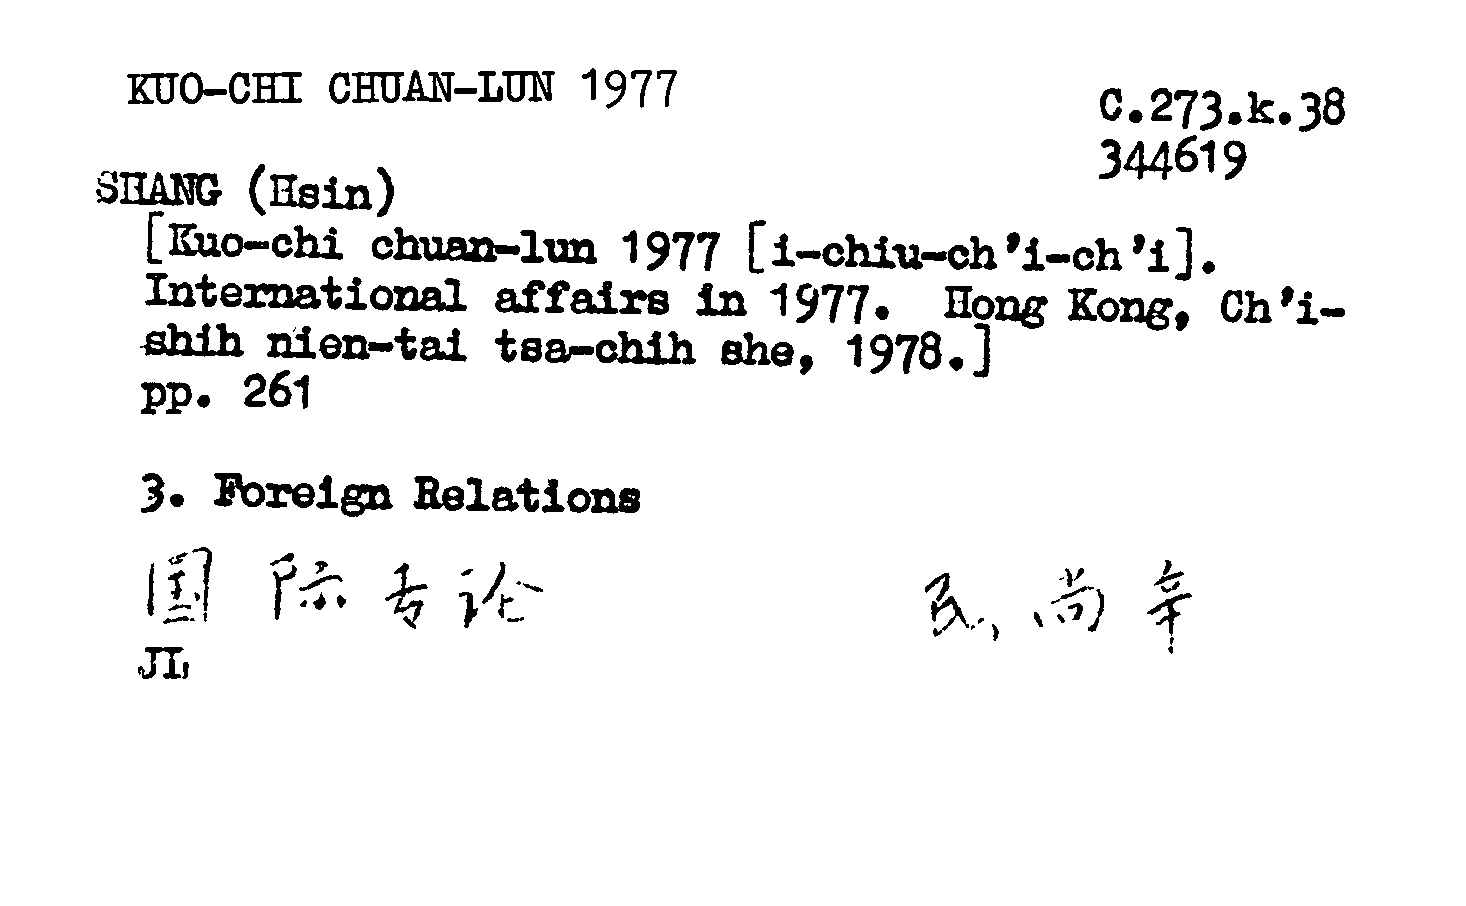 KUO-CHI CHUAN-LUN 1977
C.273.k.38
344619
SHANG (Hsin)
[Kuo-chi chuan-lun 1977 [i-chiu-ch'i-ch'i].
International affairs in 1977. Hong Kong, Ch'i-
shih nien-tai tsa-chih she, 1978.]
pp. 261
3. Foreign Relations
国际专论 尚辛
JL